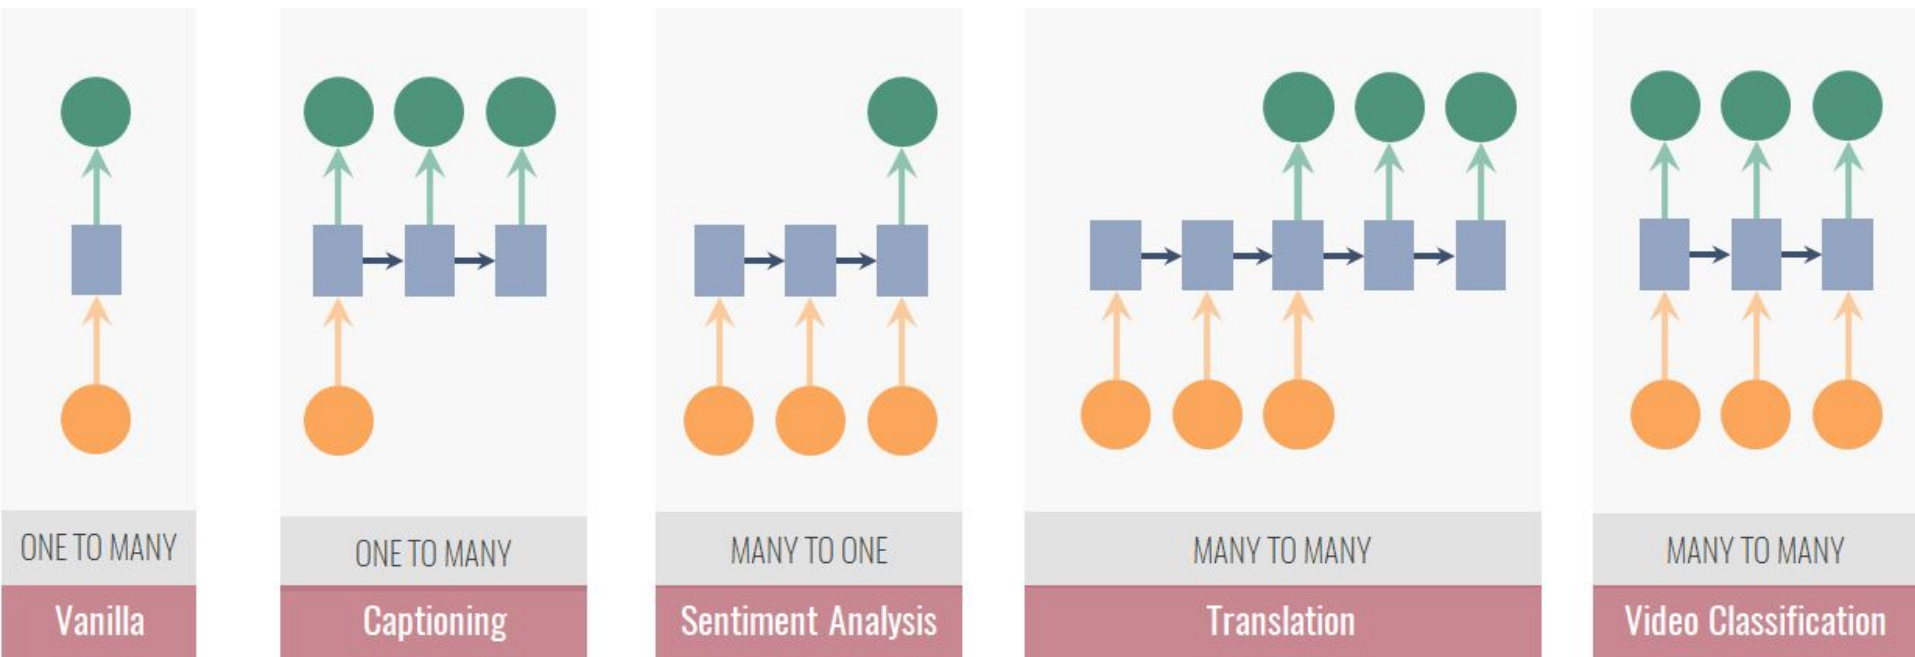 ONE TO MANY
Vanilla
ONE TO MANY
Captioning
MANY TO ONE
Sentiment Analysis
MANY TO MANY
Translation
MANY TO MANY
Video Classification